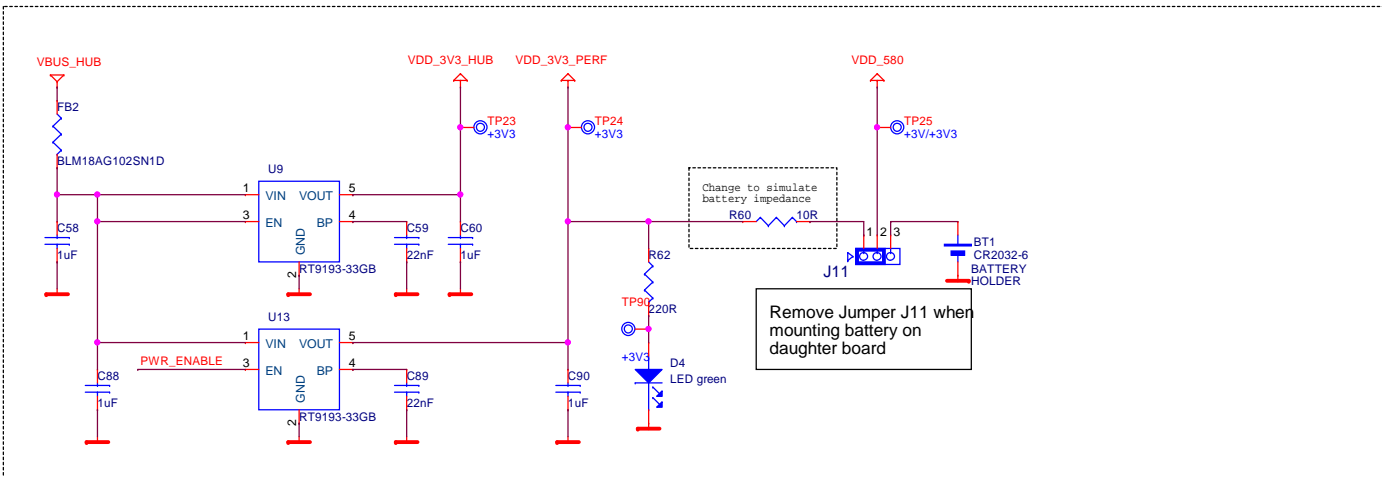 VBUS_HUB
VDD_3V3_HUB
VDD_3V3_PERF
VDD_580
FB2
BLM18AG102SN1D
TP23
+3V3
TP24
+3V3
TP25
+3V/+3V3
U9
1
VIN
VOUT
5
3
EN
BP
4
GND
2
RT9193-33GB
C58
1uF
C59
22nF
C60
1uF
Change to simulate
battery impedance
R60
10R
1
2
3
J11
BT1
CR2032-6
BATTERY
HOLDER
R62
220R
TP90
+3V3
D4
LED green
Remove Jumper J11 when
mounting battery on
daughter board
U13
1
VIN
VOUT
5
PWR_ENABLE
3
EN
BP
4
GND
2
RT9193-33GB
C88
1uF
C89
22nF
C90
1uF